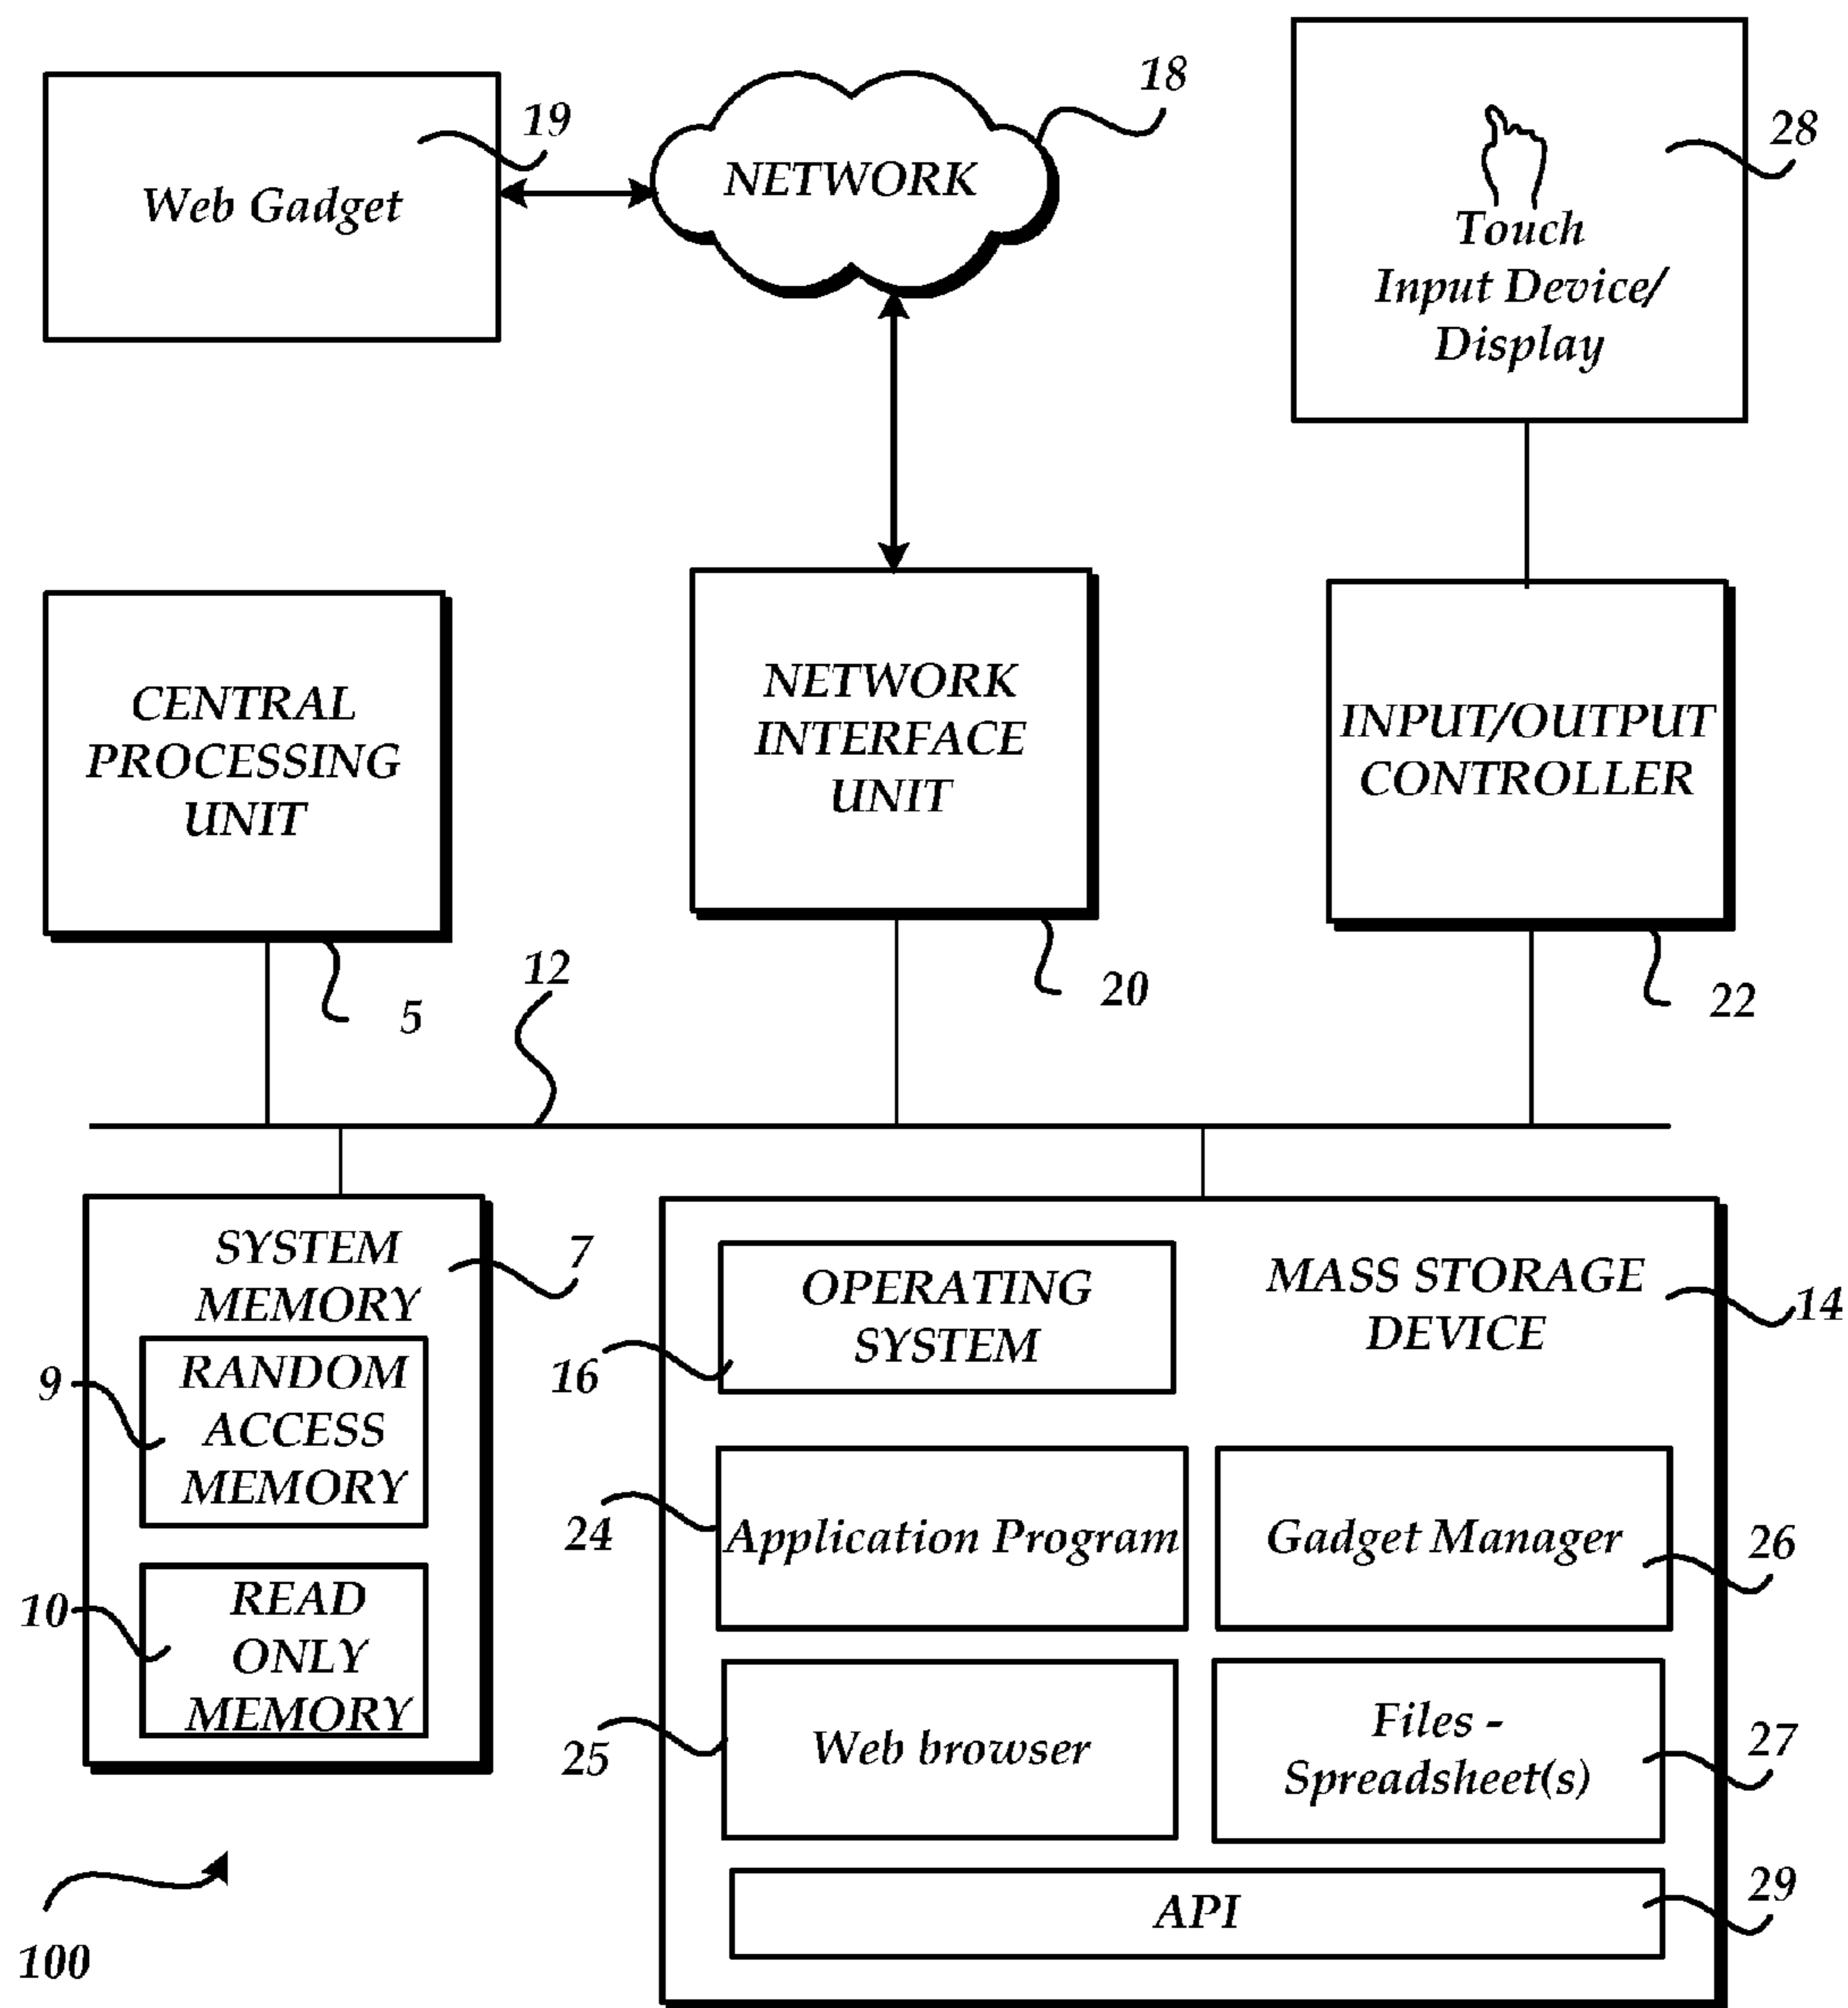 18
19
28
NETWORK
Web Gadget
Touch
Input Device/
Display
CENTRAL
PROCESSING
UNIT
NETWORK
INTERFACE
UNIT
INPUT/OUTPUT
CONTROLLER
12
5
20
22
SYSTEM
MEMORY
7
RANDOM
ACCESS
MEMORY
9
READ
ONLY
MEMORY
10
OPERATING
SYSTEM
16
MASS STORAGE
DEVICE
14
Application Program
24
Gadget Manager
26
Web browser
25
Files -
Spreadsheet(s)
27
API
29
100